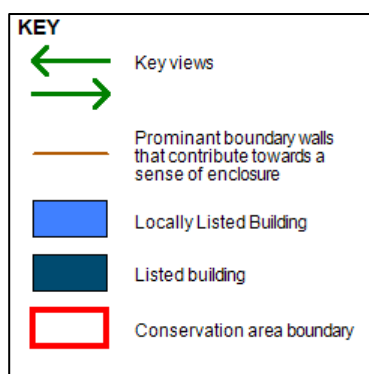 KEY
Key views
Prominant boundary walls
that contribute towards a
sense of enclosure
Locally Listed Building
Listed building
Conservation area boundary